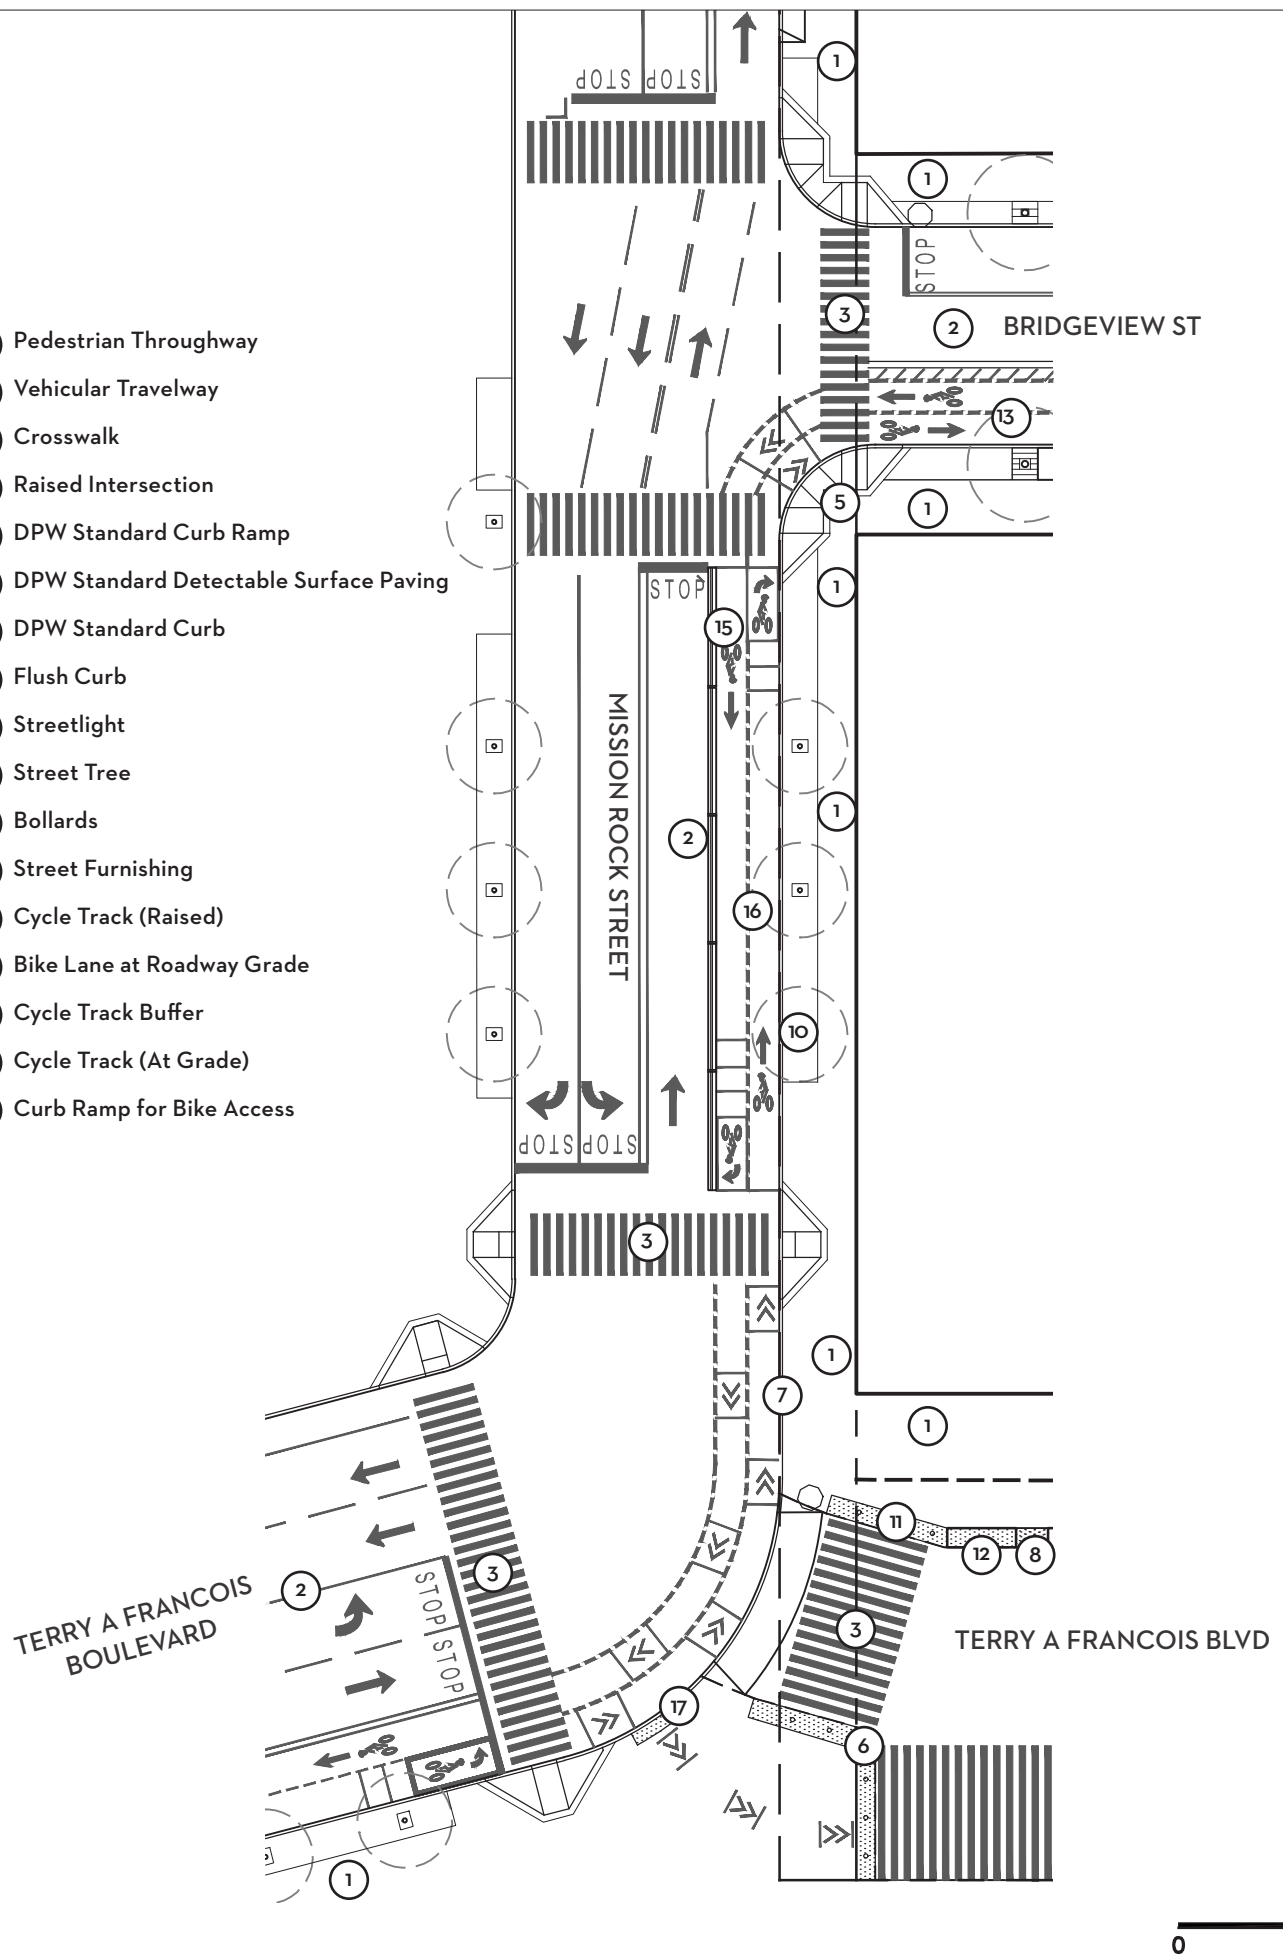 STOP STOP
1
1
STOP
3
2 BRIDGEVIEW ST
13
5
1
Pedestrian Throughway
Vehicular Travelway
Crosswalk
Raised Intersection
DPW Standard Curb Ramp
DPW Standard Detectable Surface Paving
DPW Standard Curb
Flush Curb
Streetlight
Street Tree
Bollards
Street Furnishing
Cycle Track (Raised)
Bike Lane at Roadway Grade
Cycle Track Buffer
Cycle Track (At Grade)
Curb Ramp for Bike Access
STOP
1
15
MISSION ROCK STREET
1
2
16
10
STOP STOP
3
1
7
1
11
12
8
3
2
STOP STOP
TERRY A FRANCOIS
BOULEVARD
3
TERRY A FRANCOIS BLVD
17
6
1
0